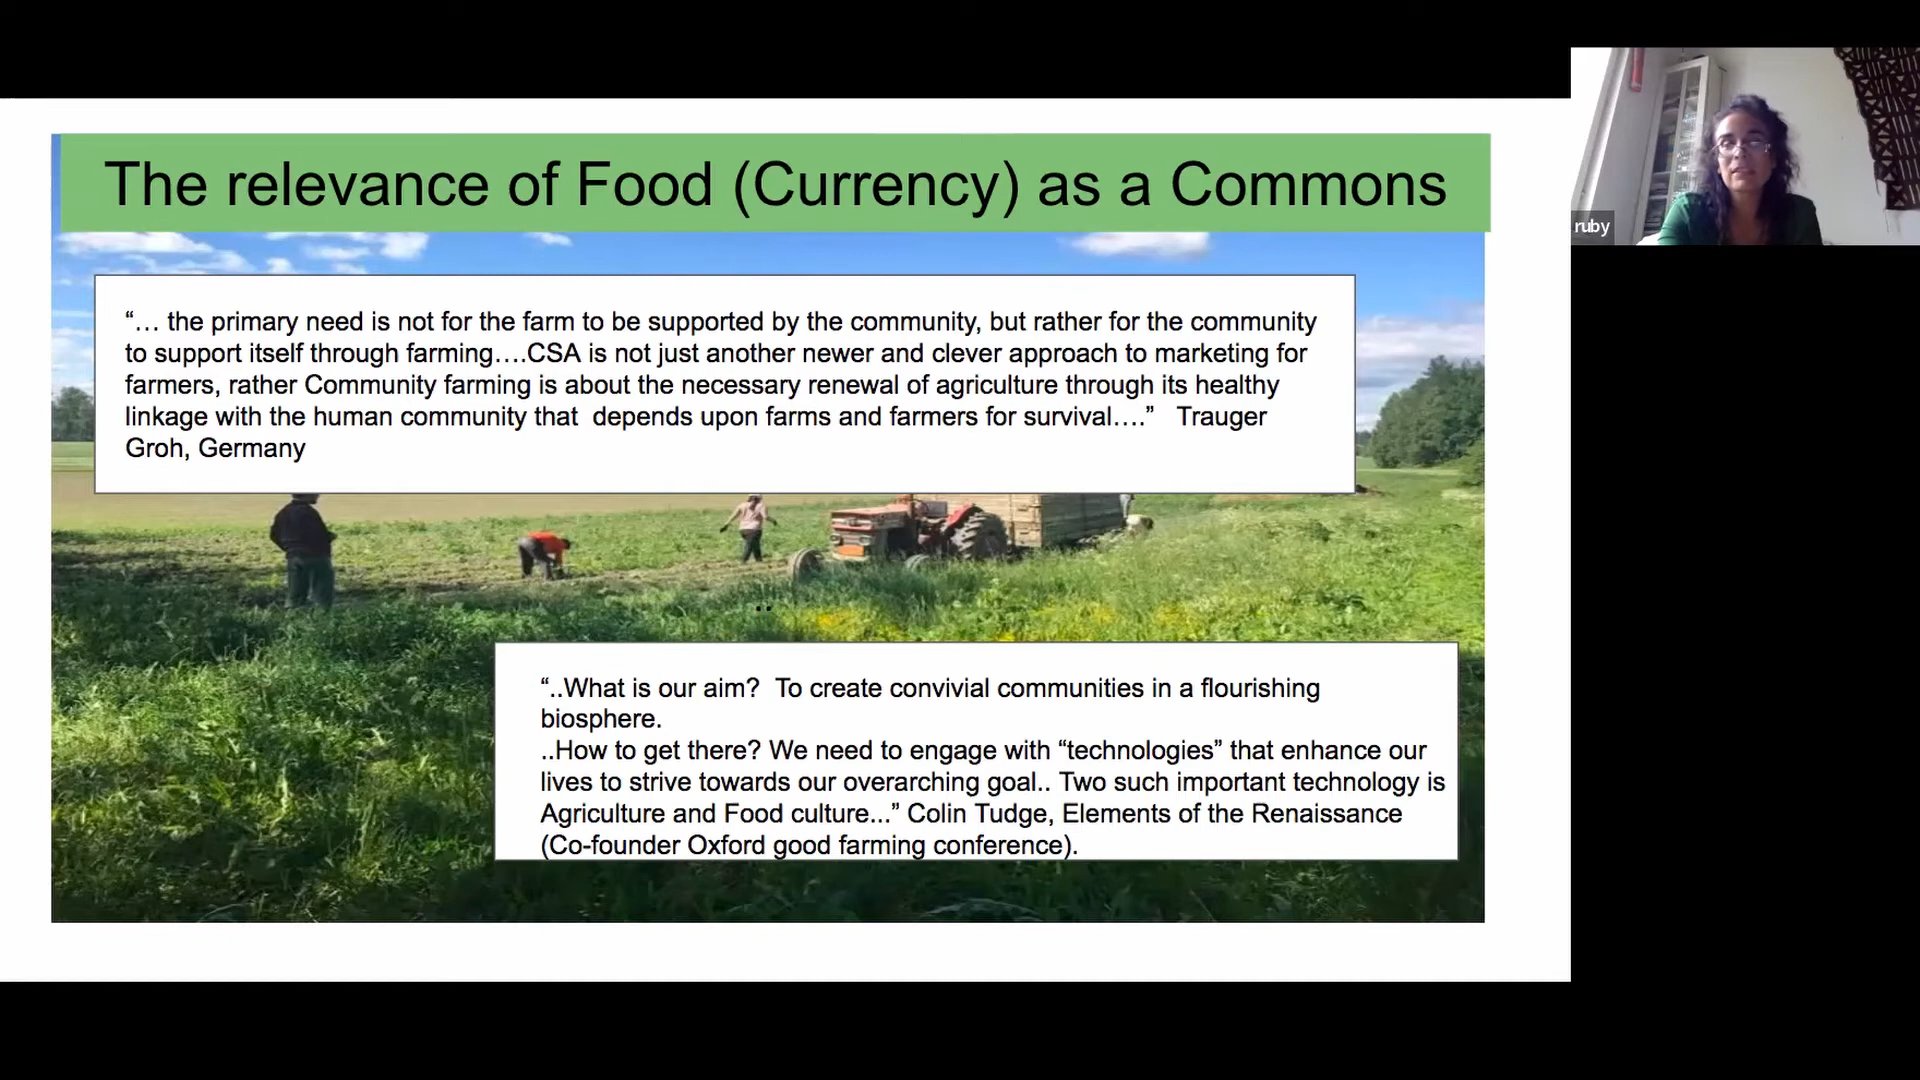 The relevance of Food (Currency) as a Commons
ruby
“… the primary need is not for the farm to be supported by the community, but rather for the community
to support itself through farming….CSA is not just another newer and clever approach to marketing for
farmers, rather Community farming is about the necessary renewal of agriculture through its healthy
linkage with the human community that  depends upon farms and farmers for survival….”   Trauger
Groh, Germany
..
“..What is our aim?  To create convivial communities in a flourishing
biosphere.
..How to get there? We need to engage with “technologies” that enhance our
lives to strive towards our overarching goal.. Two such important technology is
Agriculture and Food culture...” Colin Tudge, Elements of the Renaissance
(Co-founder Oxford good farming conference).